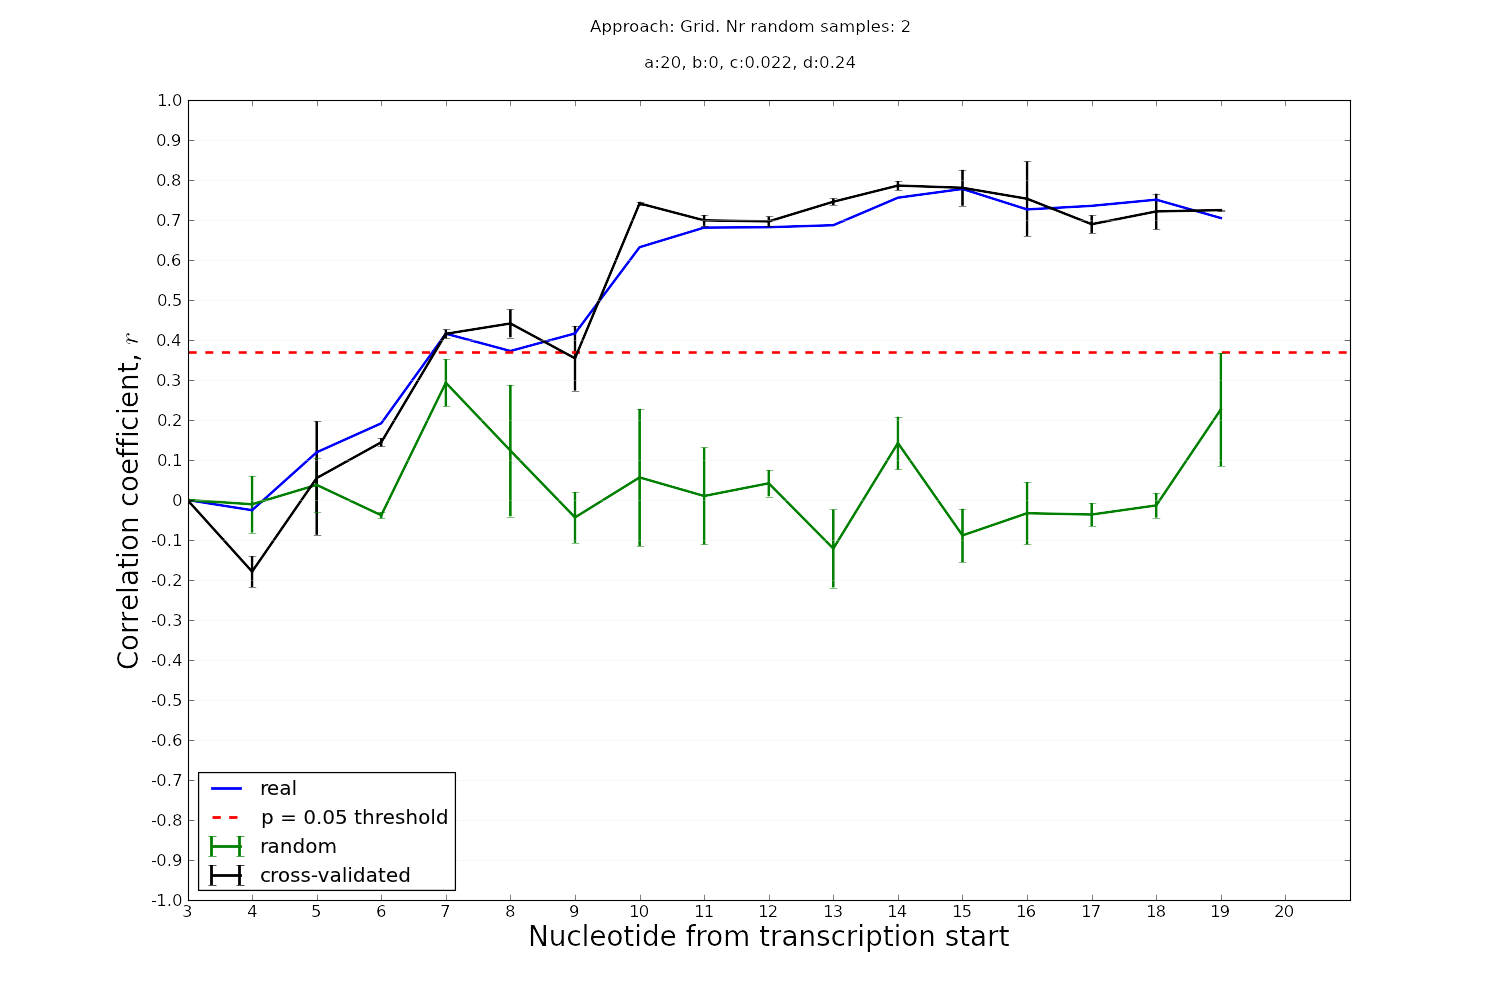 Approach: Grid. Nr random samples: 2
a:20, b:0, c:0.022, d:0.24
1.0
0.9
0.8
0.7
0.6
0.5
0.4
0.3
0.2
0.1
0
-0.1
-0.2
-0.3
-0.4
-0.5
-0.6
-0.7
-0.8
-0.9
-1.0
Correlation coefficient, r
real
p = 0.05 threshold
random
cross-validated
3 4 5 6 7 8 9 10 11 12 13 14 15 16 17 18 19 20
Nucleotide from transcription start